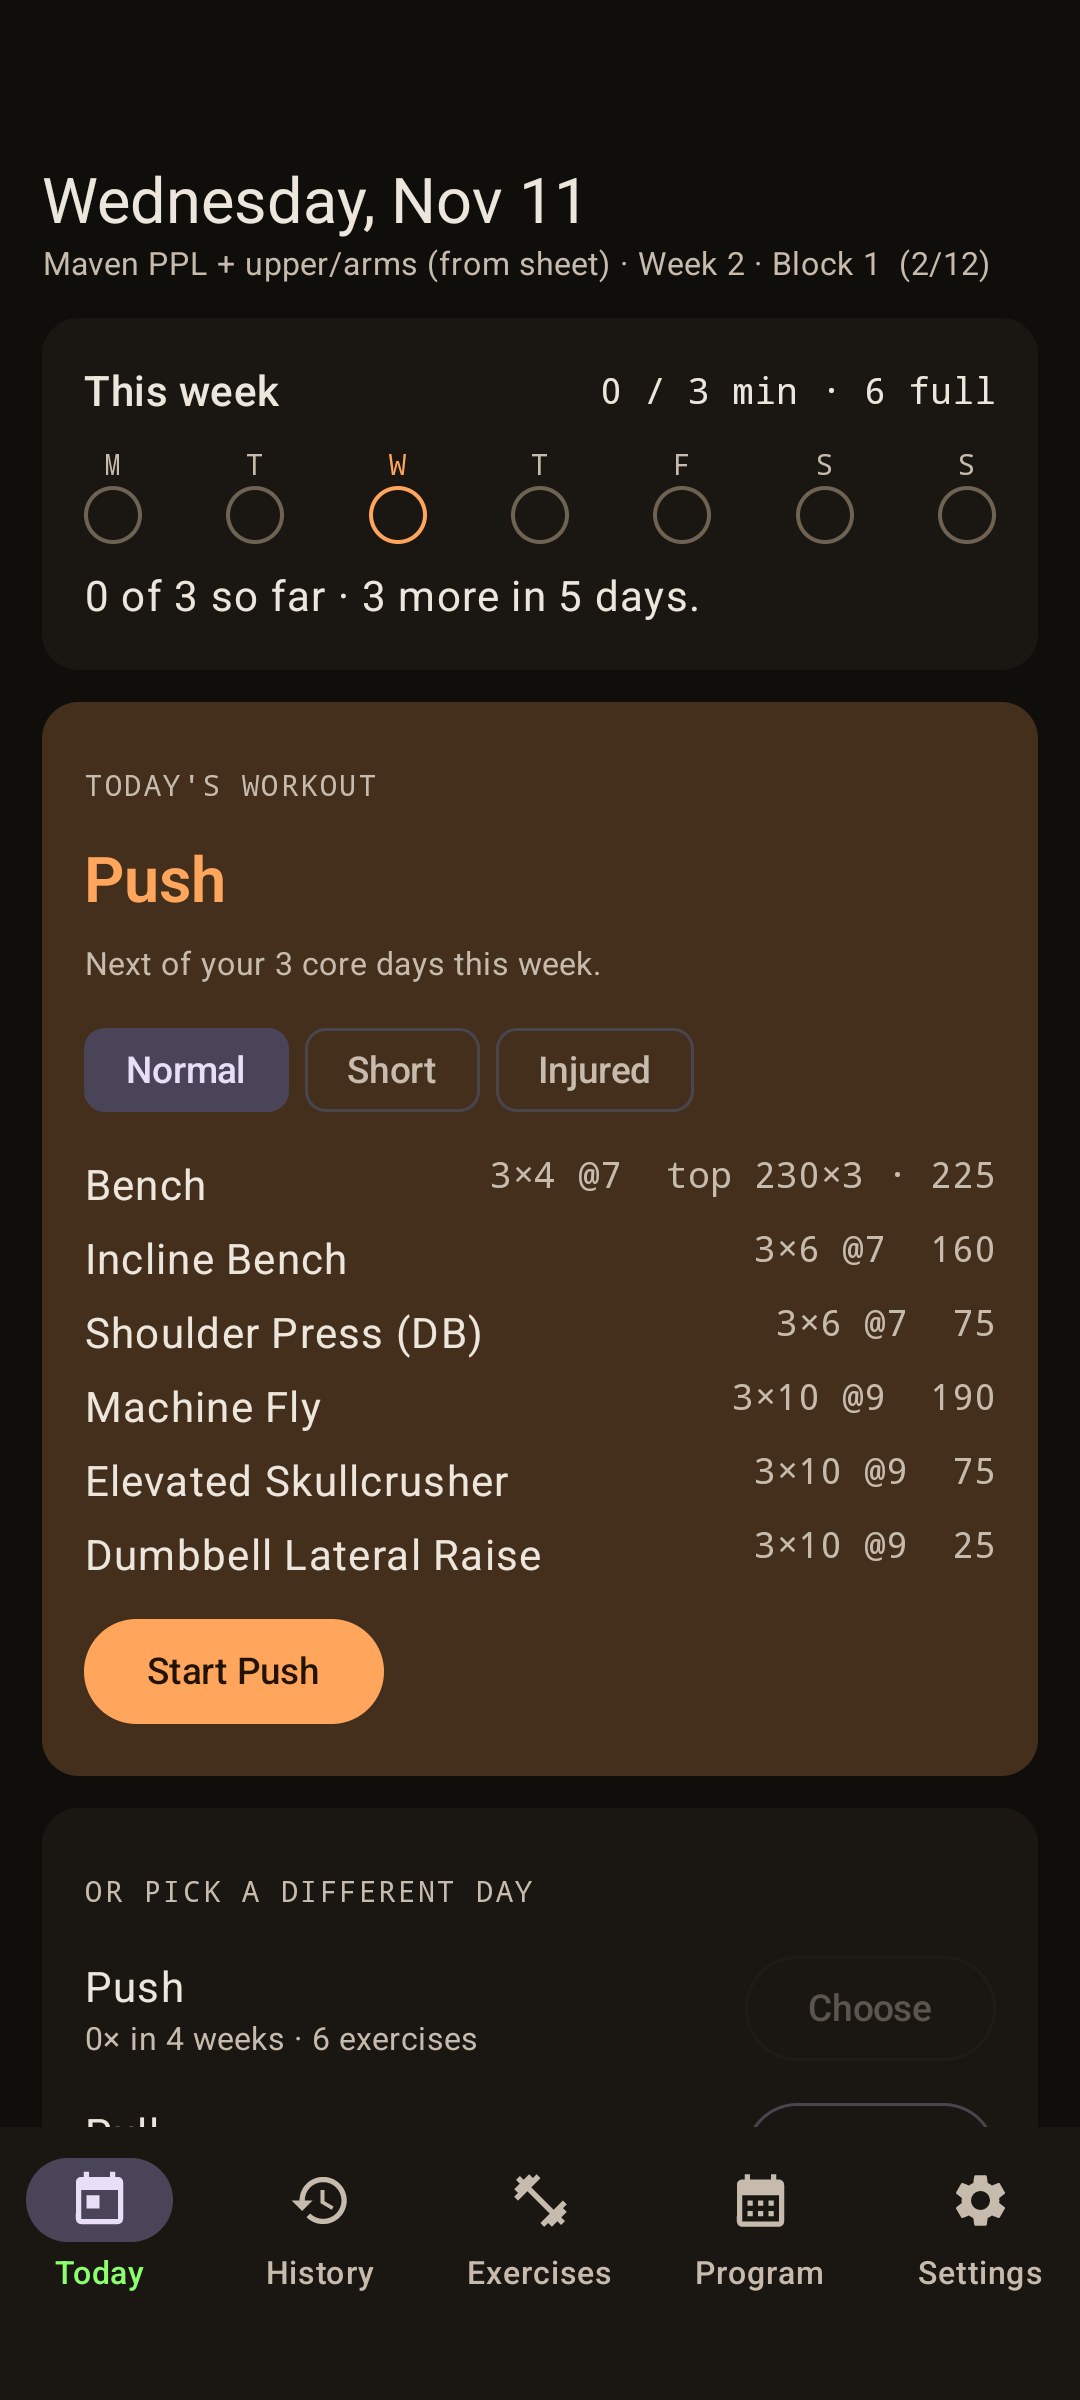 Wednesday, Nov 11
Maven PPL + upper/arms (from sheet) · Week 2 · Block 1 (2/12)
This week 0 / 3 min · 6 full
M T W T F S S
0 of 3 so far · 3 more in 5 days.
TODAY'S WORKOUT
Push
Next of your 3 core days this week.
Normal Short Injured
Bench 3×4 @7 top 230×3 · 225
Incline Bench 3×6 @7 160
Shoulder Press (DB) 3×6 @7 75
Machine Fly 3×10 @9 190
Elevated Skullcrusher 3×10 @9 75
Dumbbell Lateral Raise 3×10 @9 25
Start Push
OR PICK A DIFFERENT DAY
Push Choose
0× in 4 weeks · 6 exercises
Today History Exercises Program Settings